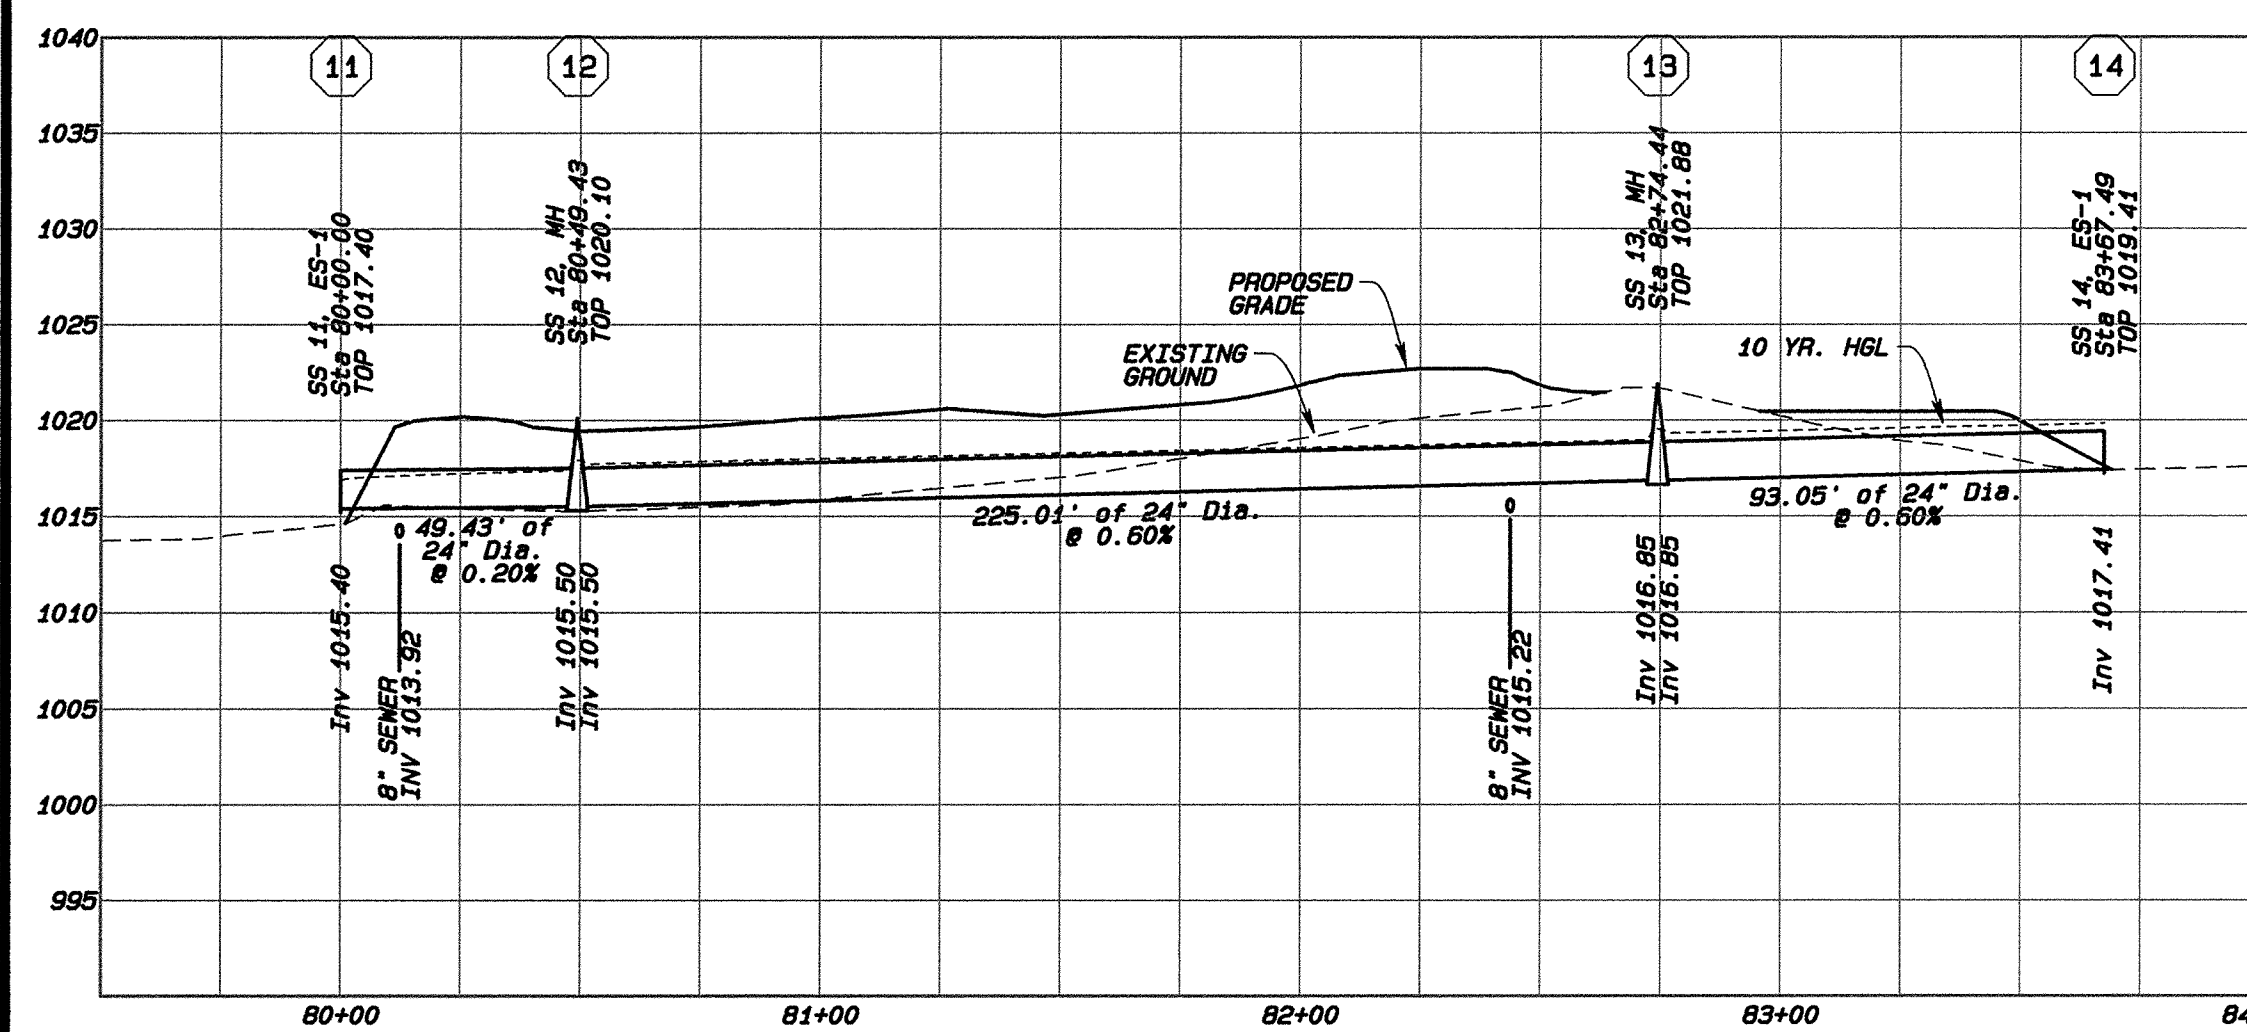 1040
1035
1030
1025
1020
1015
1010
1005
1000
995
11
12
13
14
SS 11, ES-1
Sta 80+00.00
TOP 1017.40
SS 12, MH
Sta 80+49.43
TOP 1020.10
SS 13, MH
Sta 82+74.44
TOP 1021.88
SS 14, ES-1
Sta 83+67.49
TOP 1019.41
PROPOSED
GRADE
EXISTING
GROUND
10 YR. HGL
49.43' of
24" Dia.
@ 0.20%
225.01' of 24" Dia.
@ 0.60%
93.05' of 24" Dia.
@ 0.60%
Inv 1015.40
8" SEWER
INV 1013.92
Inv 1015.50
Inv 1015.50
8" SEWER
INV 1015.22
Inv 1016.85
Inv 1016.85
Inv 1017.41
80+00
81+00
82+00
83+00
84